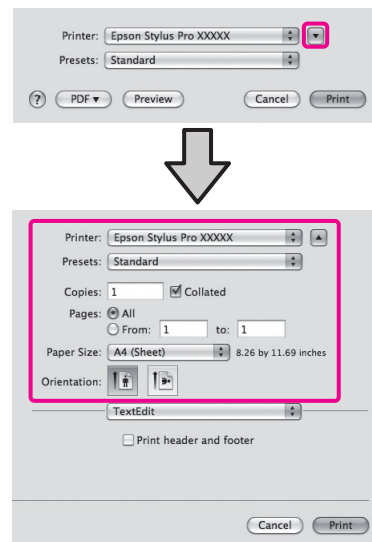 Printer: Epson Stylus Pro XXXXX
Presets: Standard
? PDF▼ Preview Cancel Print
Printer: Epson Stylus Pro XXXXX
Presets: Standard
Copies: 1 Collated
Pages: All
From: 1 to: 1
Paper Size: A4 (Sheet) 8.26 by 11.69 inches
Orientation:
TextEdit
Print header and footer
Cancel Print